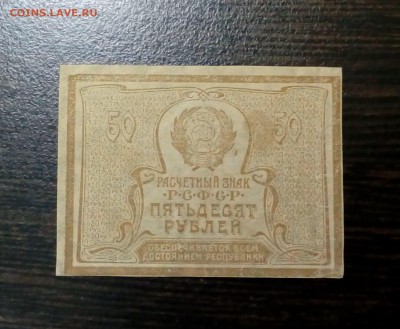 COINS.LAVE.RU
50 50
РАСЧЕТНЫЙ ЗНАК
Р·С·Ф·С·Р
ПЯТЬДЕСЯТ
РУБЛЕЙ
ОБЕСПЕЧИВАЕТСЯ ВСЕМ
ДОСТОЯНИЕМ РЕСПУБЛИКИ